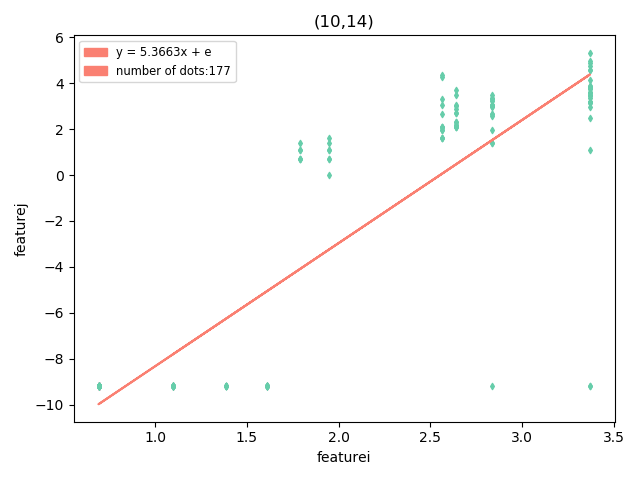 (10,14)
y = 5.3663x + e
number of dots:177
6
4
2
0
−2
−4
−6
−8
−10
featurej
1.0 1.5 2.0 2.5 3.0 3.5
featurei